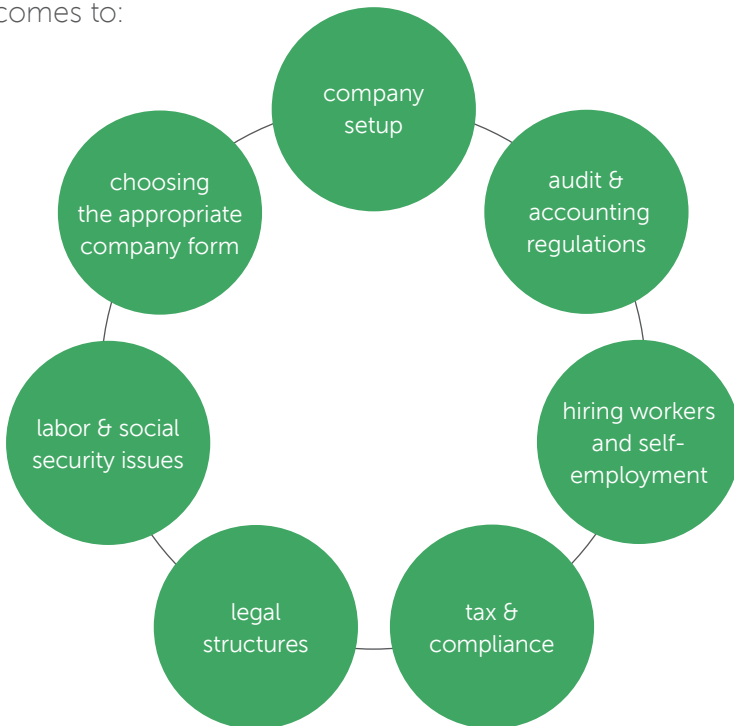 comes to:
company
setup
audit &
accounting
regulations
hiring workers
and self-
employment
tax &
compliance
legal
structures
labor & social
security issues
choosing
the appropriate
company form